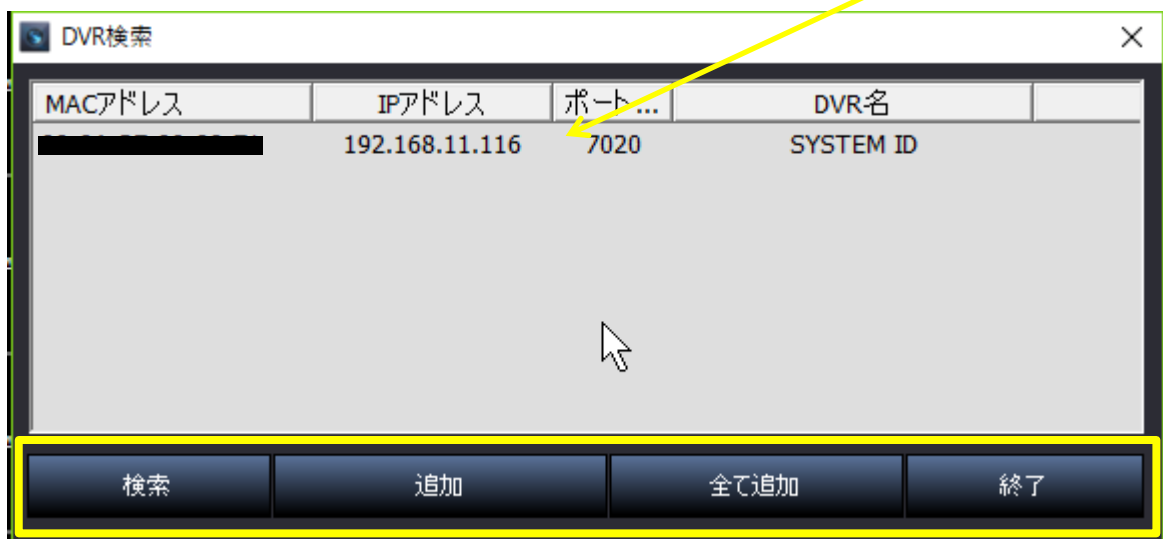 DVR検索
MACアドレス IPアドレス ポート... DVR名
192.168.11.116 7020 SYSTEM ID
検索 追加 全て追加 終了